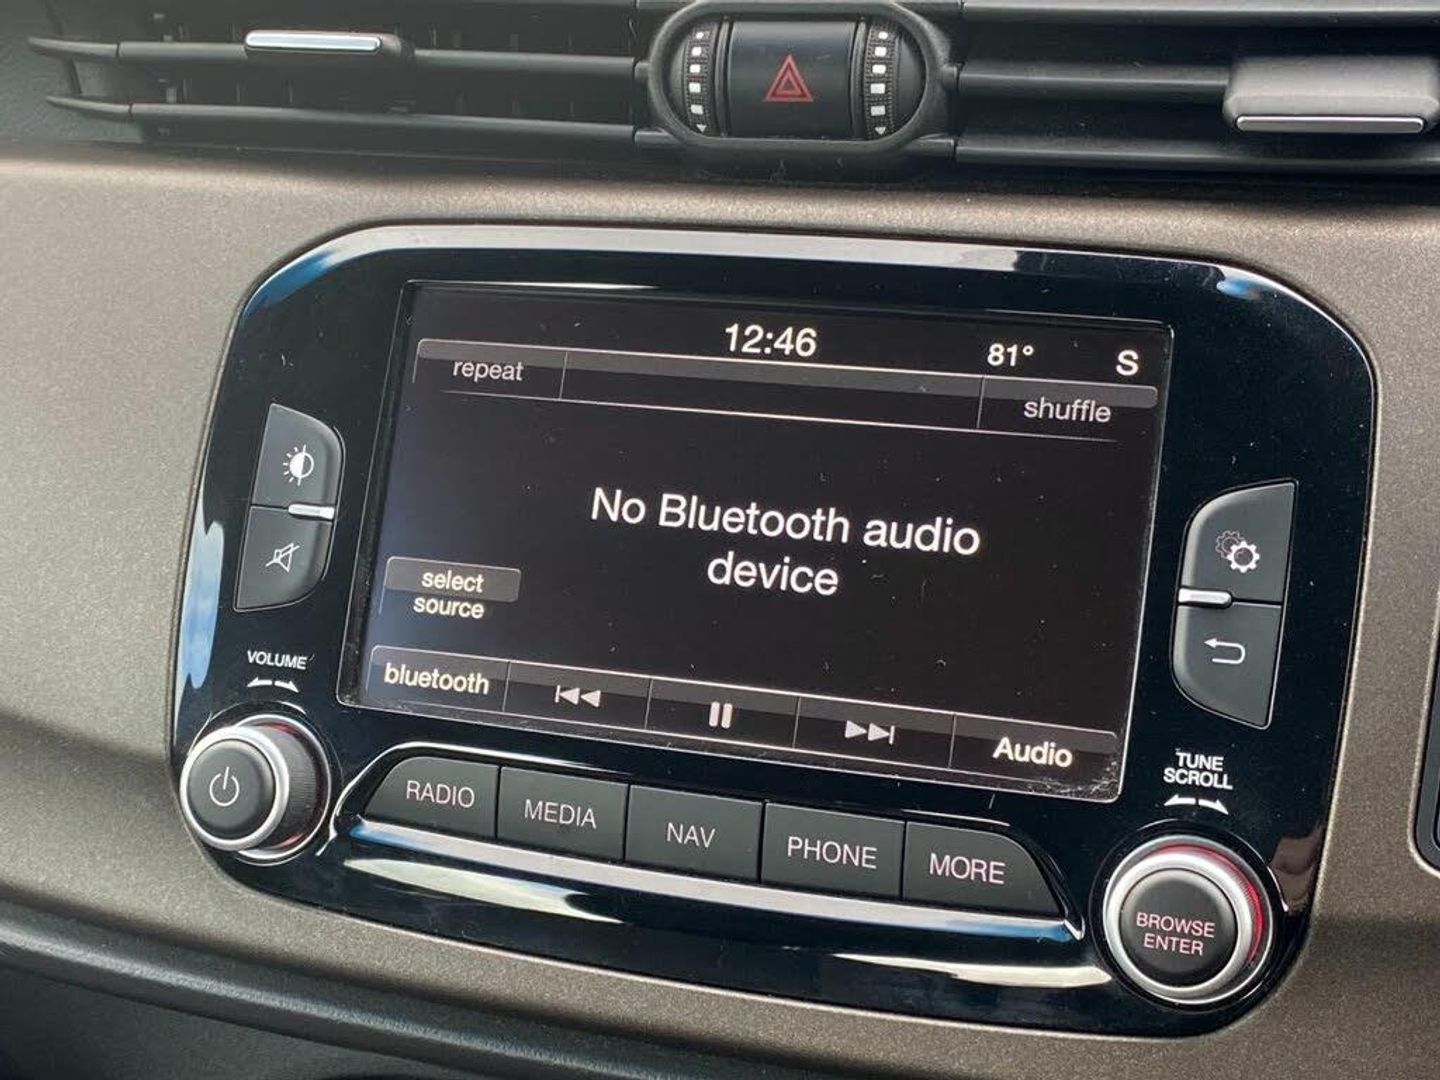 12:46 81° S
repeat shuffle
No Bluetooth audio
device
select
source
bluetooth Audio
VOLUME
TUNE
SCROLL
RADIO MEDIA NAV PHONE MORE
BROWSE
ENTER